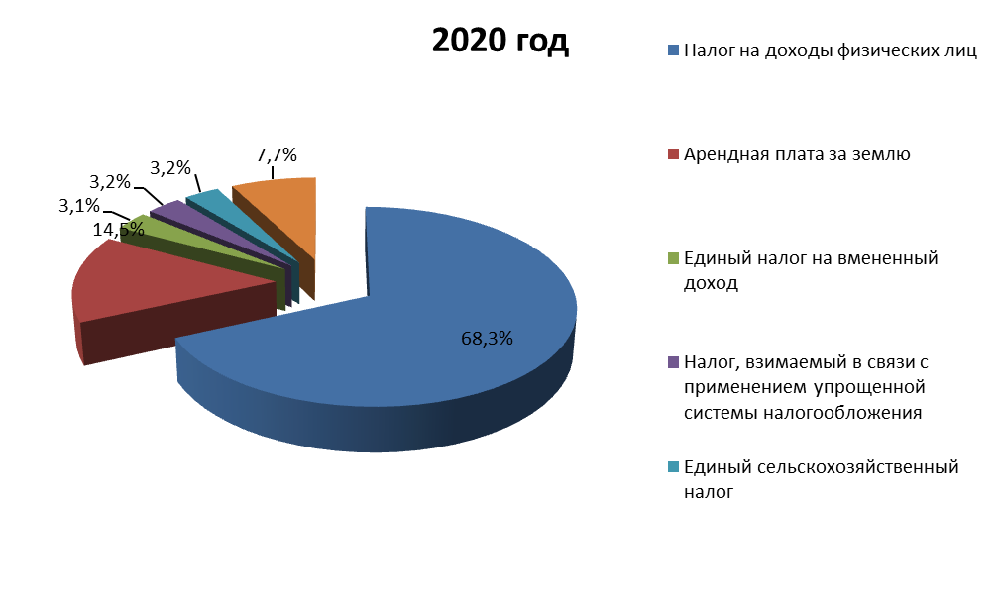 2020 год
7,7%
3,2%
3,2%
3,1%
14,5%
68,3%
Налог на доходы физических лиц
Арендная плата за землю
Единый налог на вмененный
доход
Налог, взимаемый в связи с
применением упрощенной
системы налогообложения
Единый сельскохозяйственный
налог